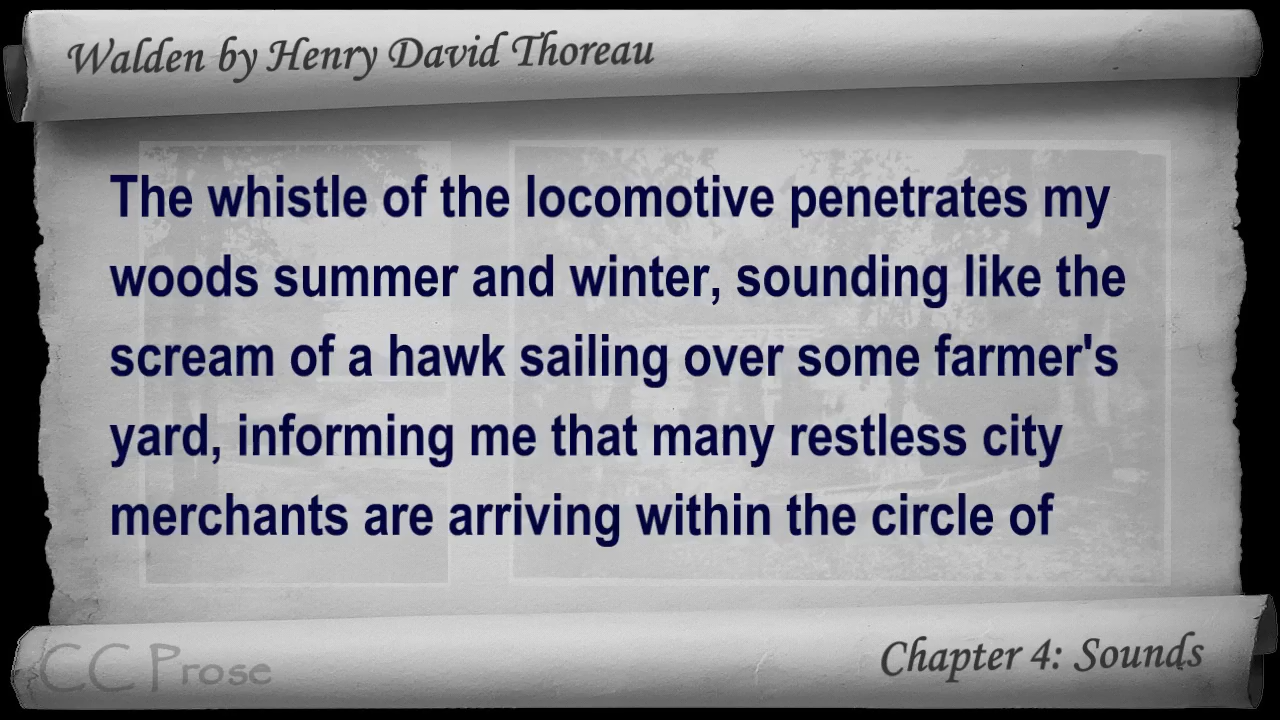 Walden by Henry David Thoreau
The whistle of the locomotive penetrates my
woods summer and winter, sounding like the
scream of a hawk sailing over some farmer's
yard, informing me that many restless city
merchants are arriving within the circle of
CC Prose
Chapter 4: Sounds